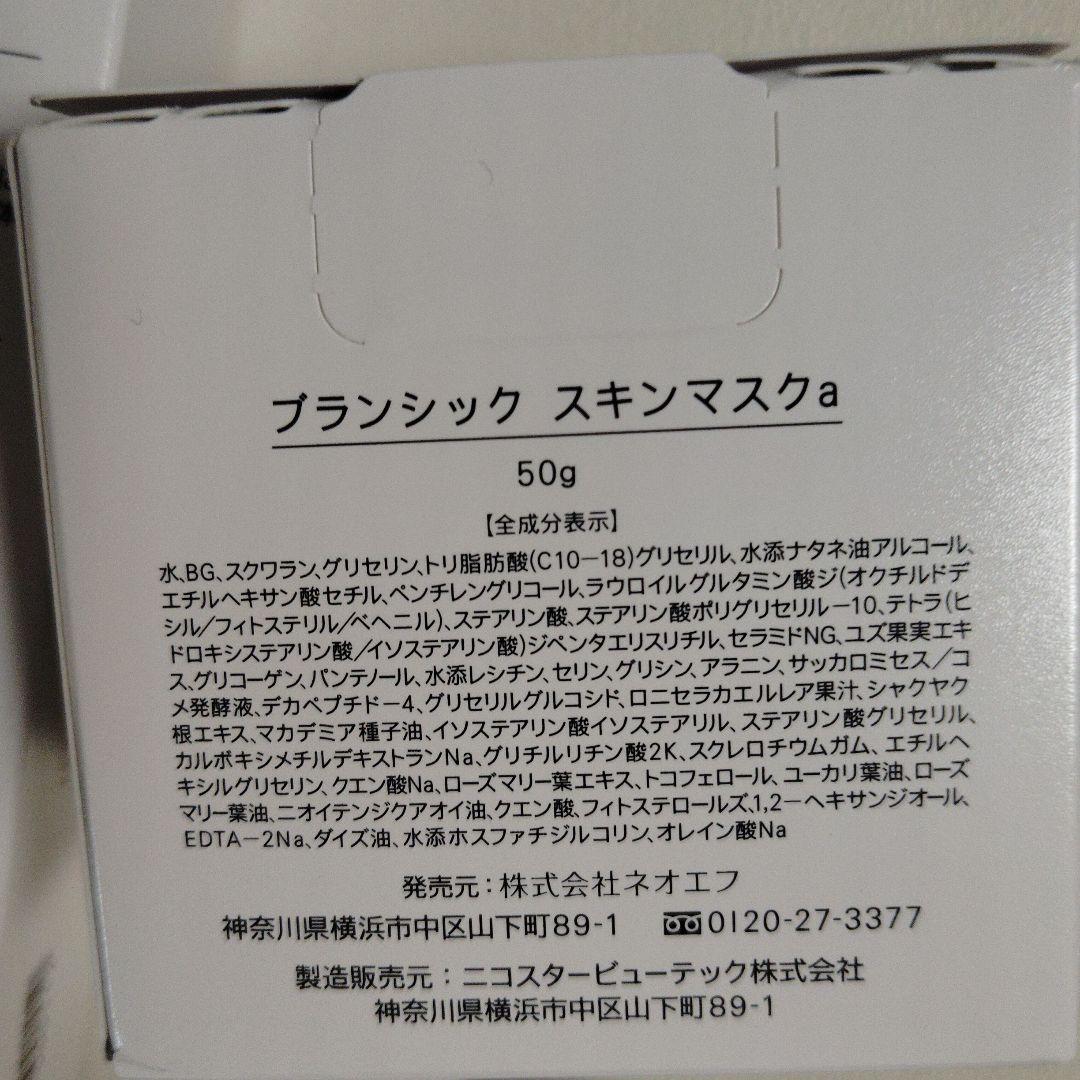 ブランシック スキンマスクa
50g
【全成分表示】
水、BG、スクワラン、グリセリン、トリ脂肪酸(C10−18)グリセリル、水添ナタネ油アルコール、
エチルヘキサン酸セチル、ペンチレングリコール、ラウロイルグルタミン酸ジ(オクチルドデ
シル/フィトステリル/ベヘニル)、ステアリン酸、ステアリン酸ポリグリセリル−10、テトラ(ヒ
ドロキシステアリン酸/イソステアリン酸)ジペンタエリスリチル、セラミドNG、ユズ果実エキ
ス、グリコーゲン、パンテノール、水添レシチン、セリン、グリシン、アラニン、サッカロミセス/コ
メ発酵液、デカペプチド−4、グリセリルグルコシド、ロニセラカエルレア果汁、シャクヤク
根エキス、マカデミア種子油、イソステアリン酸イソステアリル、ステアリン酸グリセリル、
カルボキシメチルデキストランNa、グリチルリチン酸2K、スクレロチウムガム、エチルヘ
キシルグリセリン、クエン酸Na、ローズマリー葉エキス、トコフェロール、ユーカリ葉油、ローズ
マリー葉油、ニオイテンジクアオイ油、クエン酸、フィトステロールズ、1,2−ヘキサンジオール、
EDTA−2Na、ダイズ油、水添ホスファチジルコリン、オレイン酸Na
発売元：株式会社ネオエフ
神奈川県横浜市中区山下町89-1 0120-27-3377
製造販売元：ニコスタービューテック株式会社
神奈川県横浜市中区山下町89-1